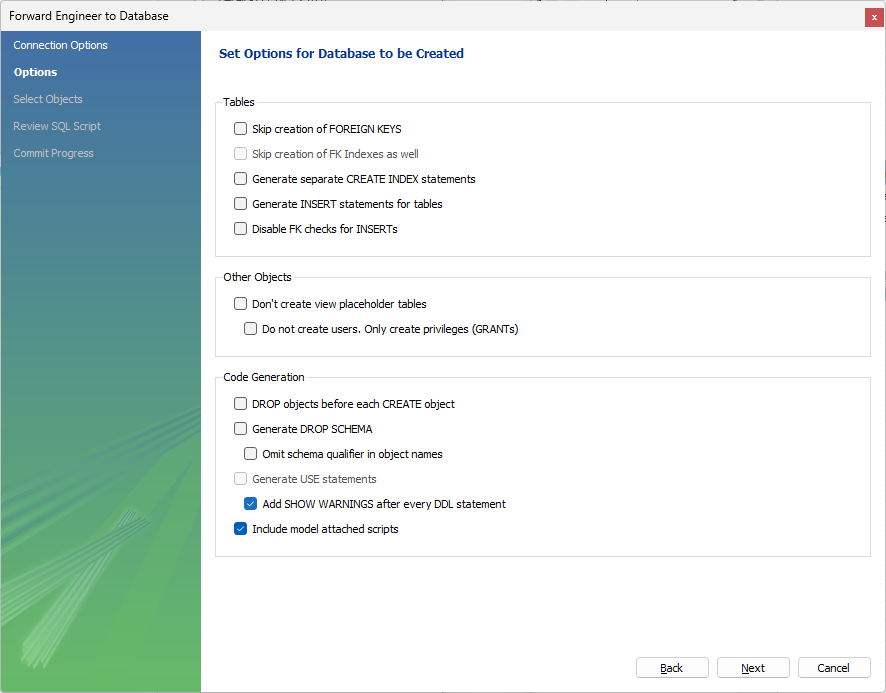 Forward Engineer to Database
x
Connection Options
Options
Select Objects
Review SQL Script
Commit Progress
Set Options for Database to be Created
Tables
Skip creation of FOREIGN KEYS
Skip creation of FK Indexes as well
Generate separate CREATE INDEX statements
Generate INSERT statements for tables
Disable FK checks for INSERTs
Other Objects
Don't create view placeholder tables
Do not create users. Only create privileges (GRANTs)
Code Generation
DROP objects before each CREATE object
Generate DROP SCHEMA
Omit schema qualifier in object names
Generate USE statements
Add SHOW WARNINGS after every DDL statement
Include model attached scripts
Back Next Cancel